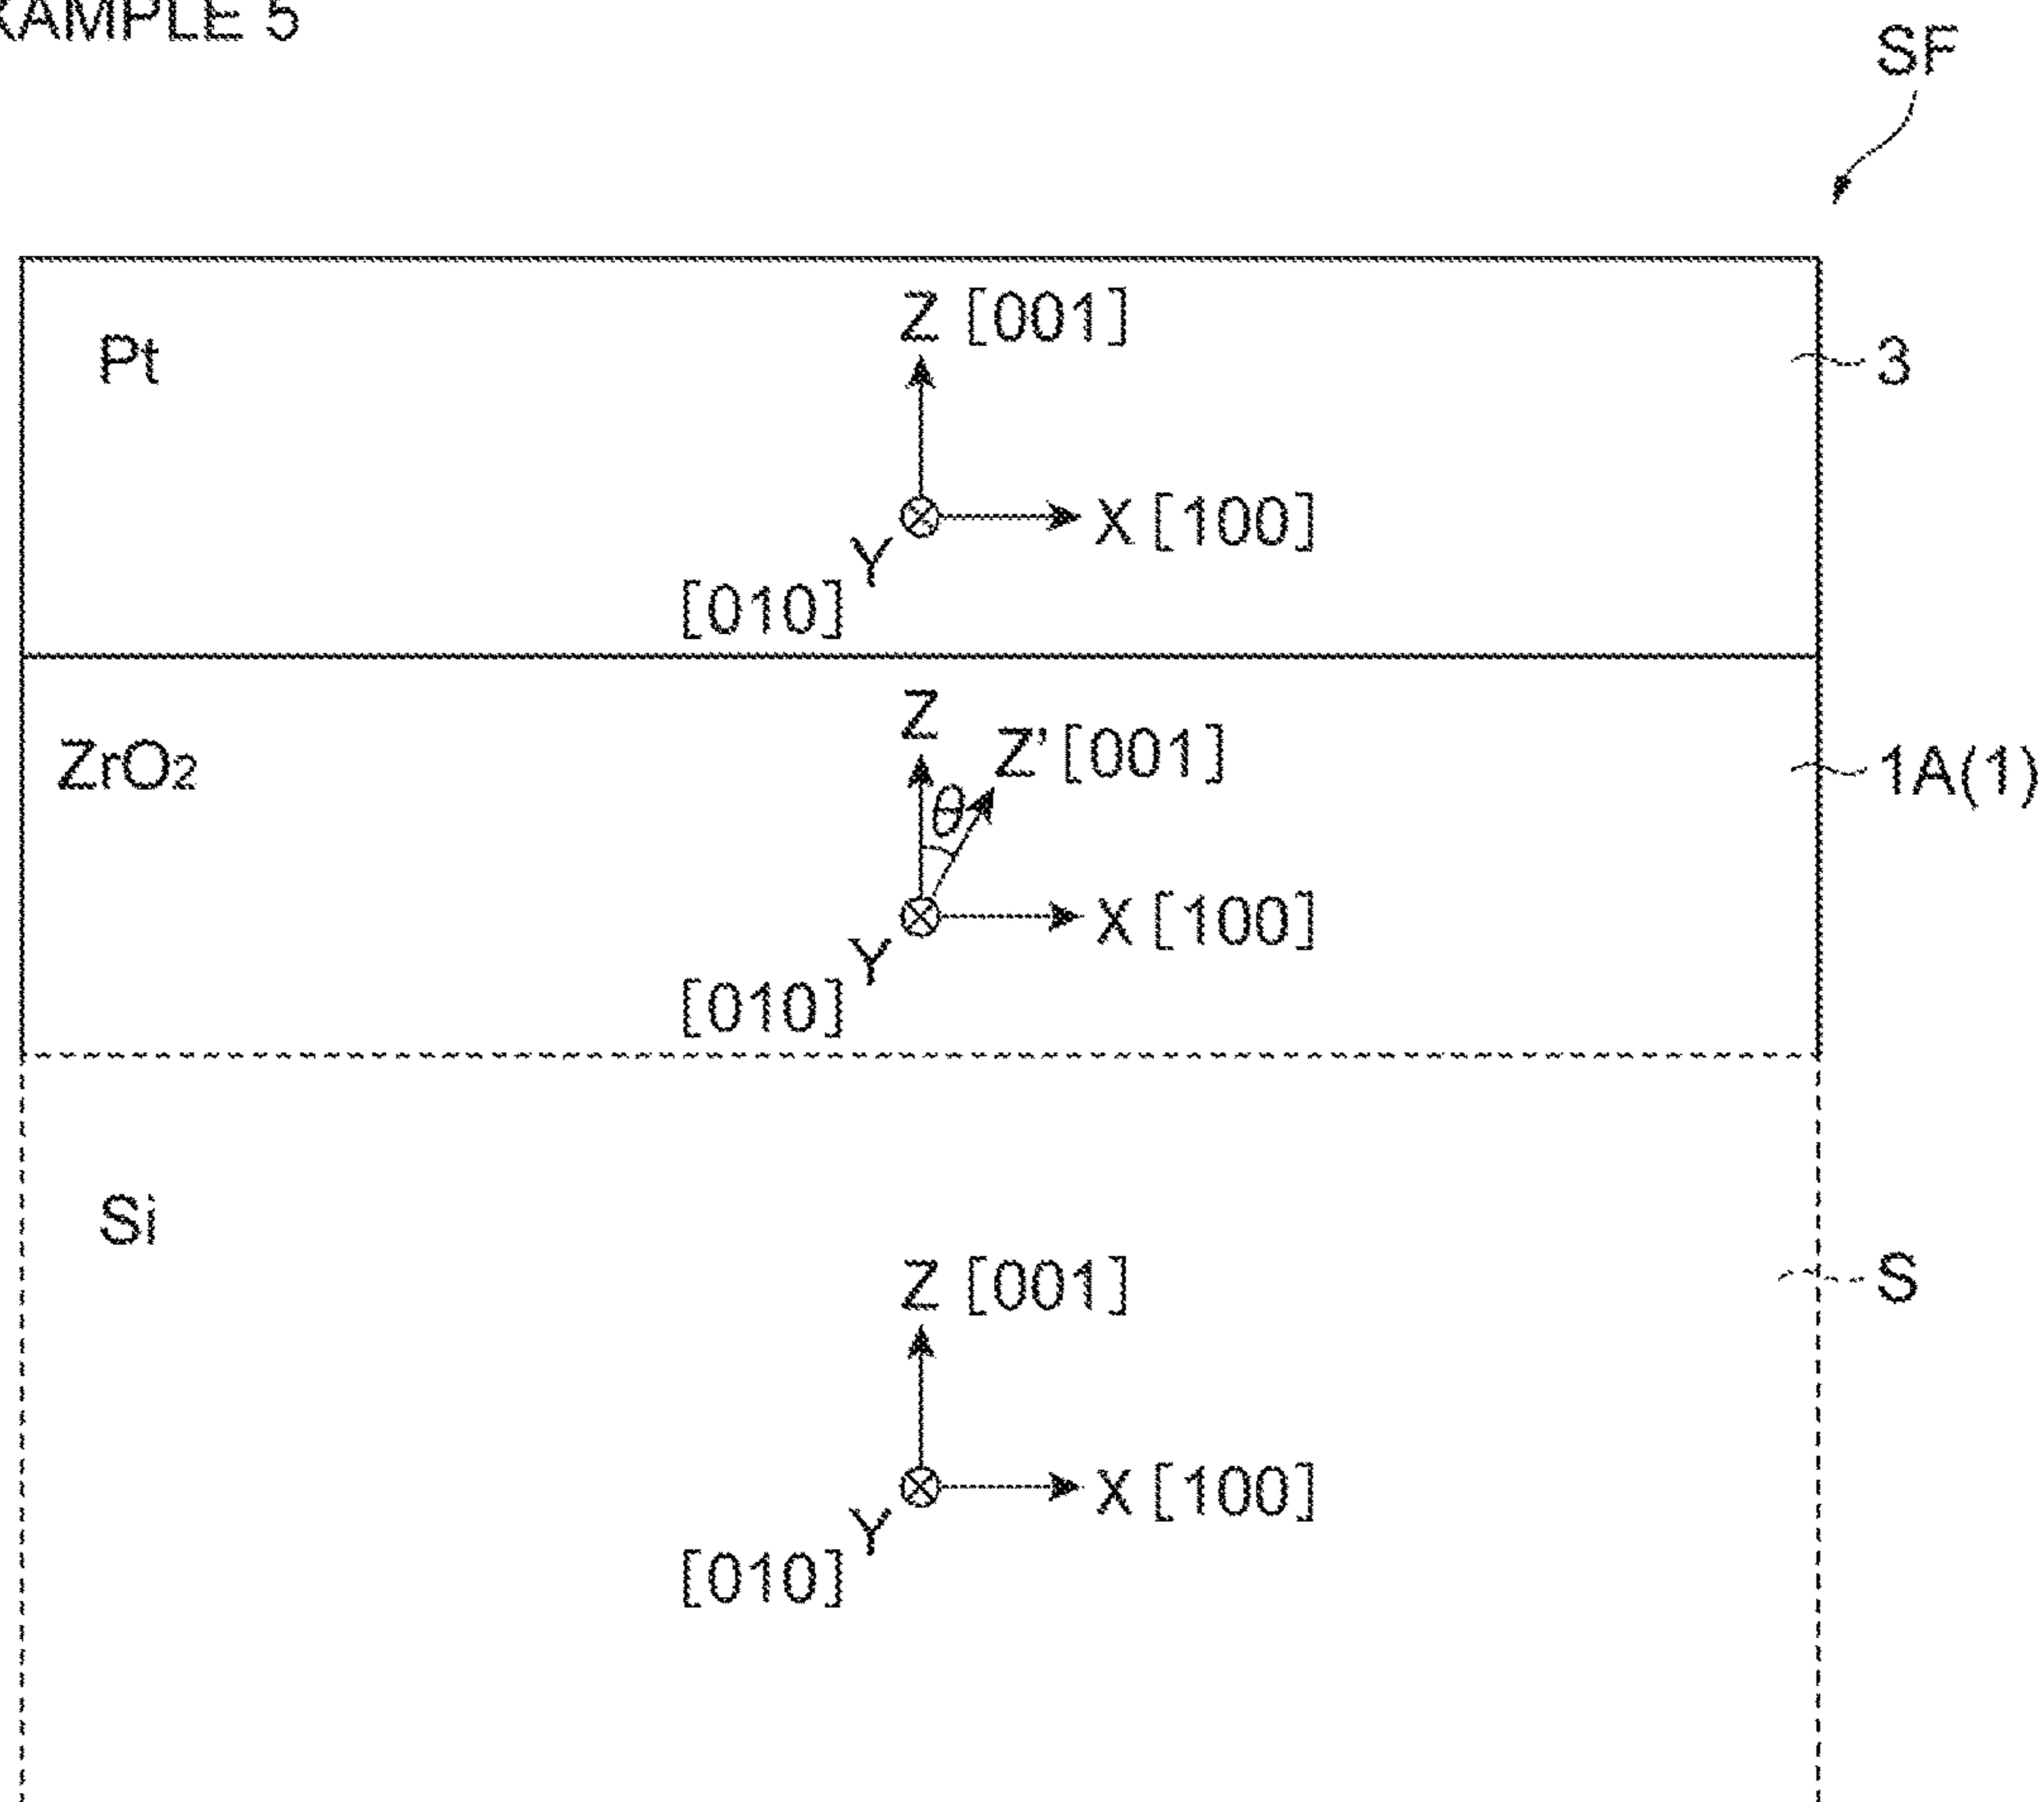 XAMPLE 5
SF
Z [001]
Pt
3
X [100]
Y
[010]
Z
Z' [001]
ZrO₂
1A(1)
θ
X [100]
Y
[010]
Si
Z [001]
S
X [100]
Y
[010]